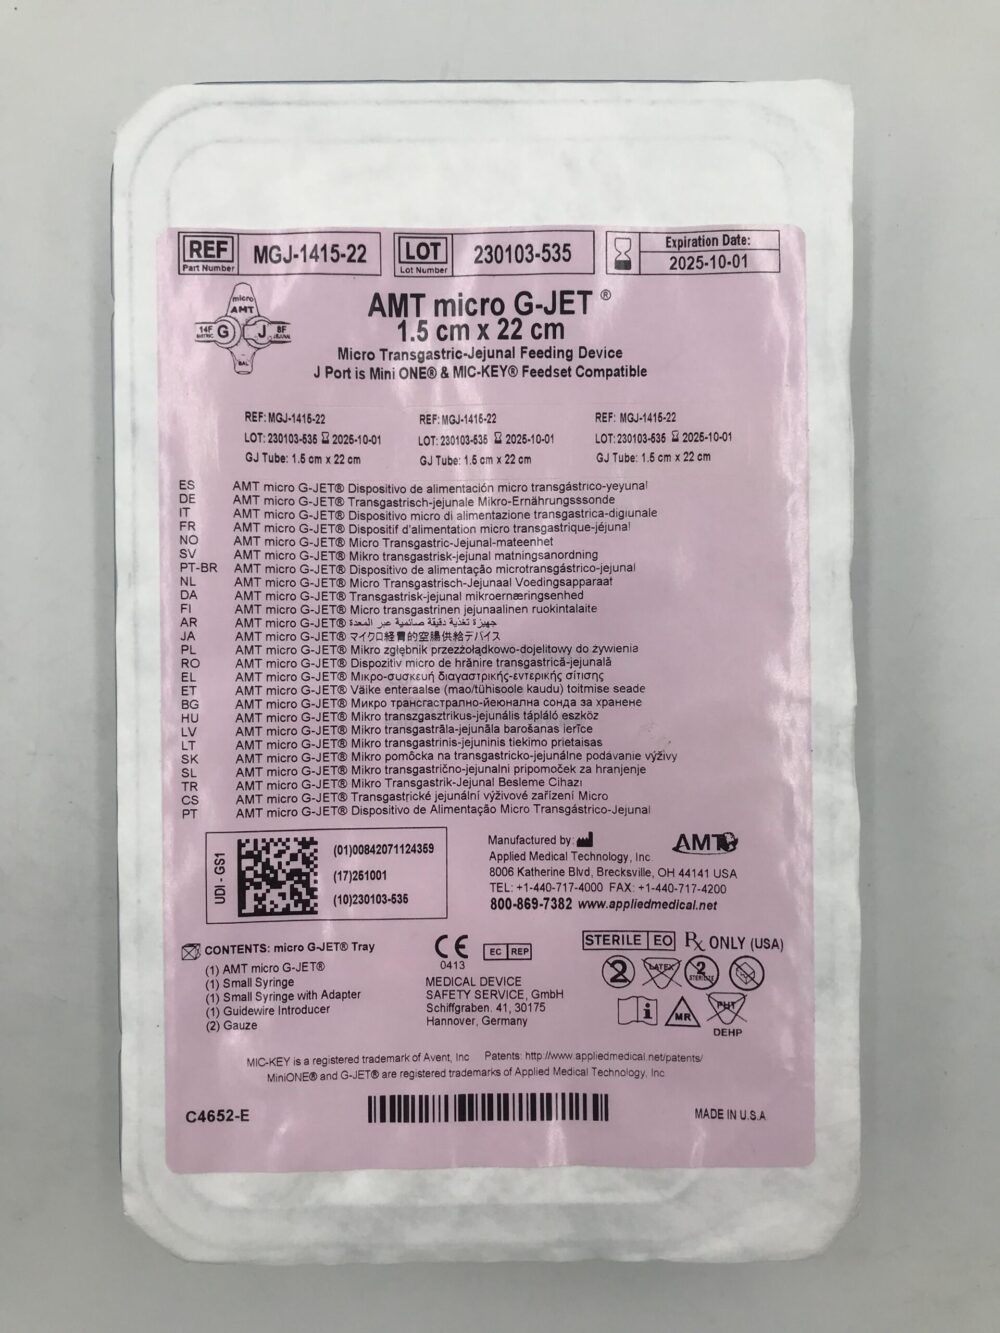 REF Part Number MGJ-1415-22 LOT Lot Number 230103-535 Expiration Date: 2025-10-01
micro
AMT
14F G J 8F
BAL
AMT micro G-JET ®
1.5 cm x 22 cm
Micro Transgastric-Jejunal Feeding Device
J Port is Mini ONE® & MIC-KEY® Feedset Compatible
REF: MGJ-1415-22 REF: MGJ-1415-22 REF: MGJ-1415-22
LOT: 230103-535 2025-10-01 LOT: 230103-535 2025-10-01 LOT: 230103-535 2025-10-01
GJ Tube: 1.5 cm x 22 cm GJ Tube: 1.5 cm x 22 cm GJ Tube: 1.5 cm x 22 cm
ES AMT micro G-JET® Dispositivo de alimentación micro transgástrico-yeyunal
DE AMT micro G-JET® Transgastrisch-jejunale Mikro-Ernährungsssonde
IT AMT micro G-JET® Dispositivo micro di alimentazione transgastrica-digiunale
FR AMT micro G-JET® Dispositif d'alimentation micro transgastrique-jéjunal
NO AMT micro G-JET® Micro Transgastric-Jejunal-mateenhet
SV AMT micro G-JET® Mikro transgastrisk-jejunal matningsanordning
PT-BR AMT micro G-JET® Dispositivo de alimentação microtransgástrico-jejunal
NL AMT micro G-JET® Micro Transgastrisch-Jejunaal Voedingsapparaat
DA AMT micro G-JET® Transgastrisk-jejunal mikroernæringsenhed
FI AMT micro G-JET® Micro transgastrinen jejunaalinen ruokintalaite
AR AMT micro G-JET® جهيزة تغذية دقيقة صائمية عبر المعدة
JA AMT micro G-JET® マイクロ経胃的空腸供給デバイス
PL AMT micro G-JET® Mikro zgłębnik przezżołądkowo-dojelitowy do żywienia
RO AMT micro G-JET® Dispozitiv micro de hrănire transgastrică-jejunală
EL AMT micro G-JET® Μικρο-συσκευή διαγαστρικής-εντερικής σίτισης
ET AMT micro G-JET® Väike enteraalse (mao/tühisoole kaudu) toitmise seade
BG AMT micro G-JET® Микро трансгастрално-йеюнална сонда за хранене
HU AMT micro G-JET® Mikro transzgasztrikus-jejunális tápláló eszköz
LV AMT micro G-JET® Mikro transgastrāla-jejunāla barošanas ierīce
LT AMT micro G-JET® Mikro transgastrinis-jejuninis tiekimo prietaisas
SK AMT micro G-JET® Mikro pomôcka na transgastricko-jejunálne podávanie výživy
SL AMT micro G-JET® Mikro transgastrično-jejunalni pripomoček za hranjenje
TR AMT micro G-JET® Mikro Transgastrik-Jejunal Besleme Cihazı
CS AMT micro G-JET® Transgastrické jejunální výživové zařízení Micro
PT AMT micro G-JET® Dispositivo de Alimentação Micro Transgástrico-Jejunal
UDI - GS1
(01)00842071124359
(17)251001
(10)230103-535
Manufactured by: AMT
Applied Medical Technology, Inc.
8006 Katherine Blvd, Brecksville, OH 44141 USA
TEL: +1-440-717-4000 FAX: +1-440-717-4200
800-869-7382 www.appliedmedical.net
CONTENTS: micro G-JET® Tray
(1) AMT micro G-JET®
(1) Small Syringe
(1) Small Syringe with Adapter
(1) Guidewire Introducer
(2) Gauze
CE 0413 EC REP
MEDICAL DEVICE
SAFETY SERVICE, GmbH
Schiffgraben. 41, 30175
Hannover, Germany
STERILE EO Rx ONLY (USA)
2 LATEX 2 STERILIZE
i MR PHT
DEHP
MIC-KEY is a registered trademark of Avent, Inc Patents: http://www.appliedmedical.net/patents/
MiniONE® and G-JET® are registered trademarks of Applied Medical Technology, Inc.
C4652-E MADE IN U.S.A